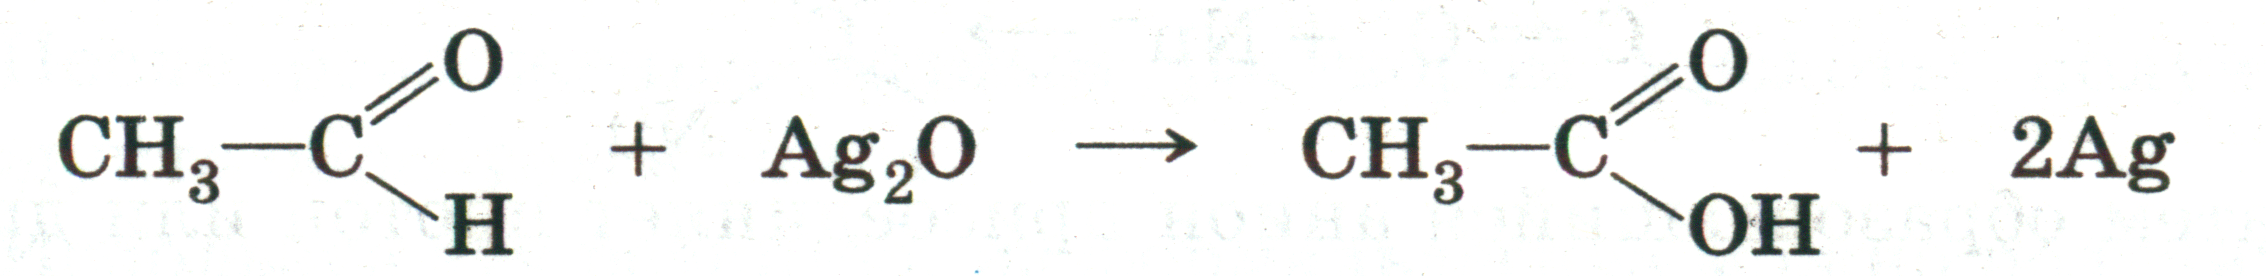 CH₃—C(=O)—H + Ag₂O → CH₃—C(=O)—OH + 2Ag